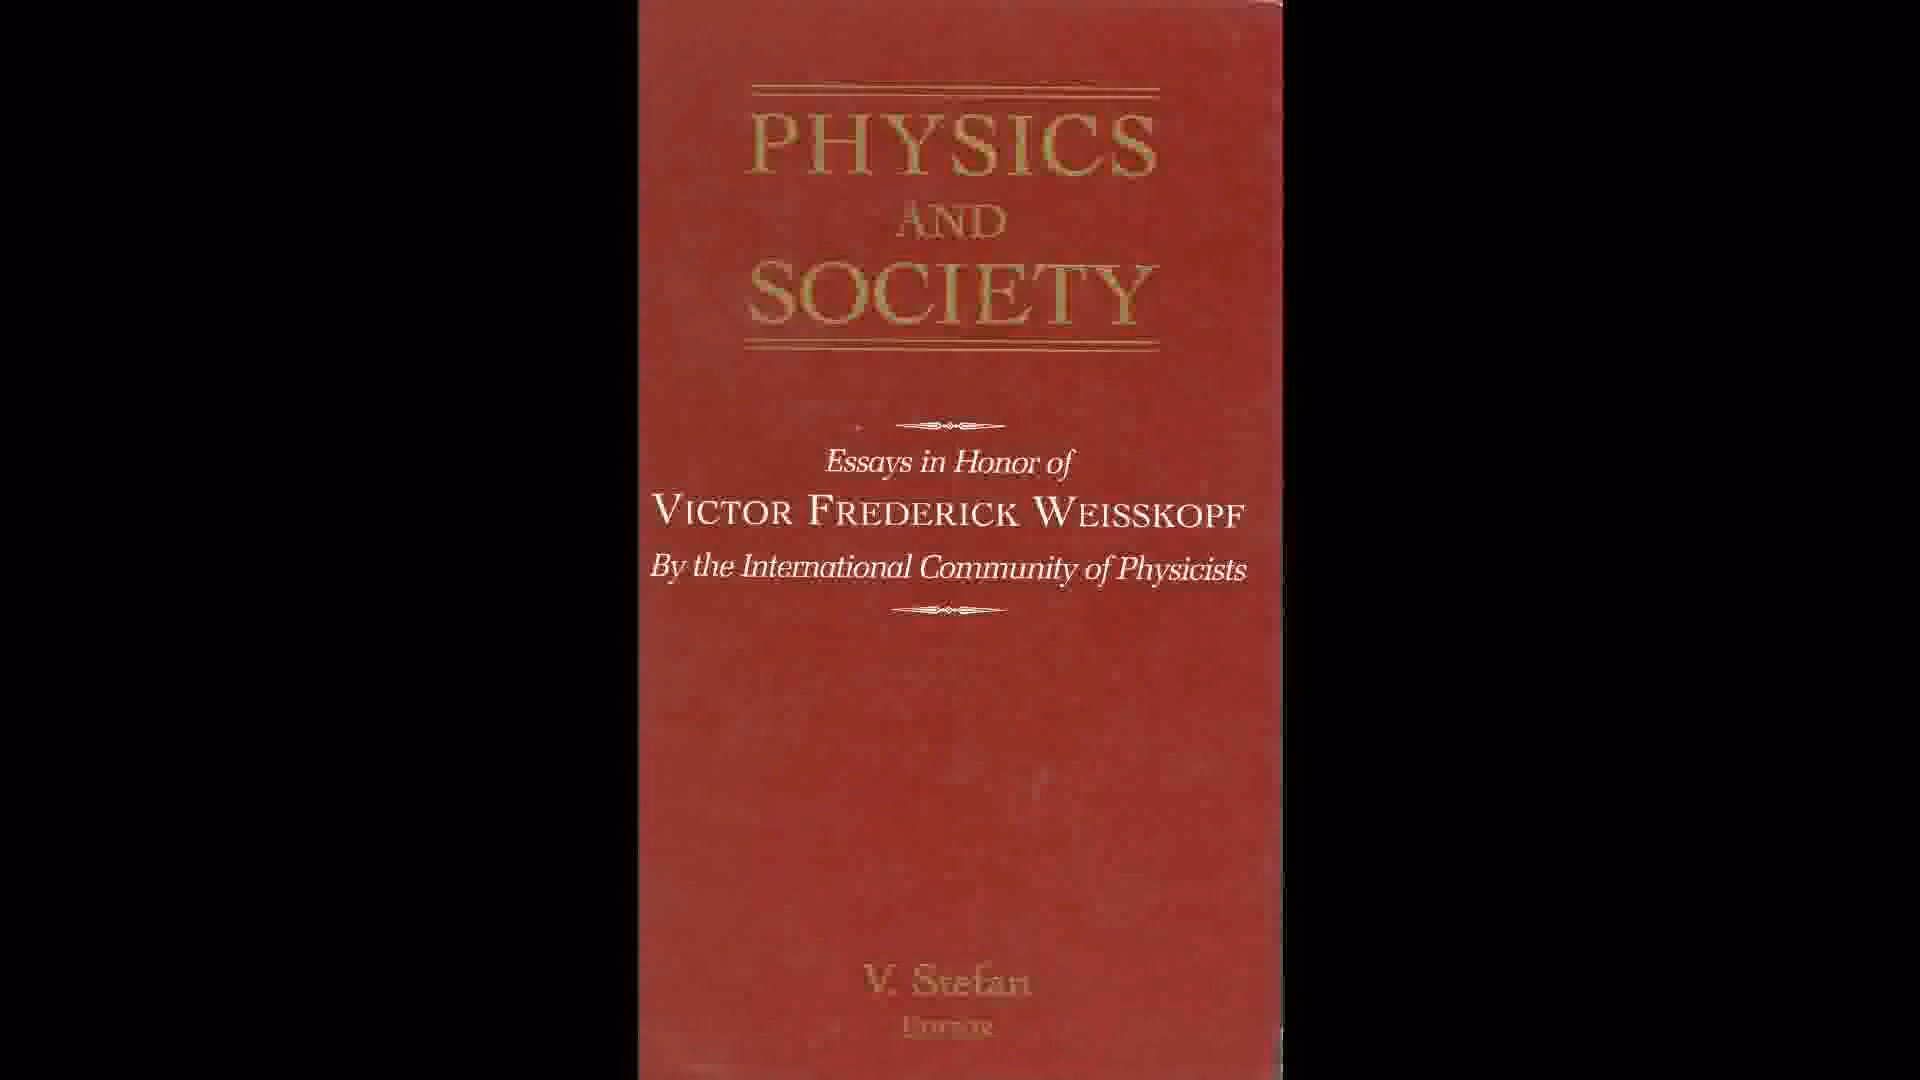 PHYSICS
AND
SOCIETY
Essays in Honor of
VICTOR FREDERICK WEISSKOPF
By the International Community of Physicists
V. Stefan